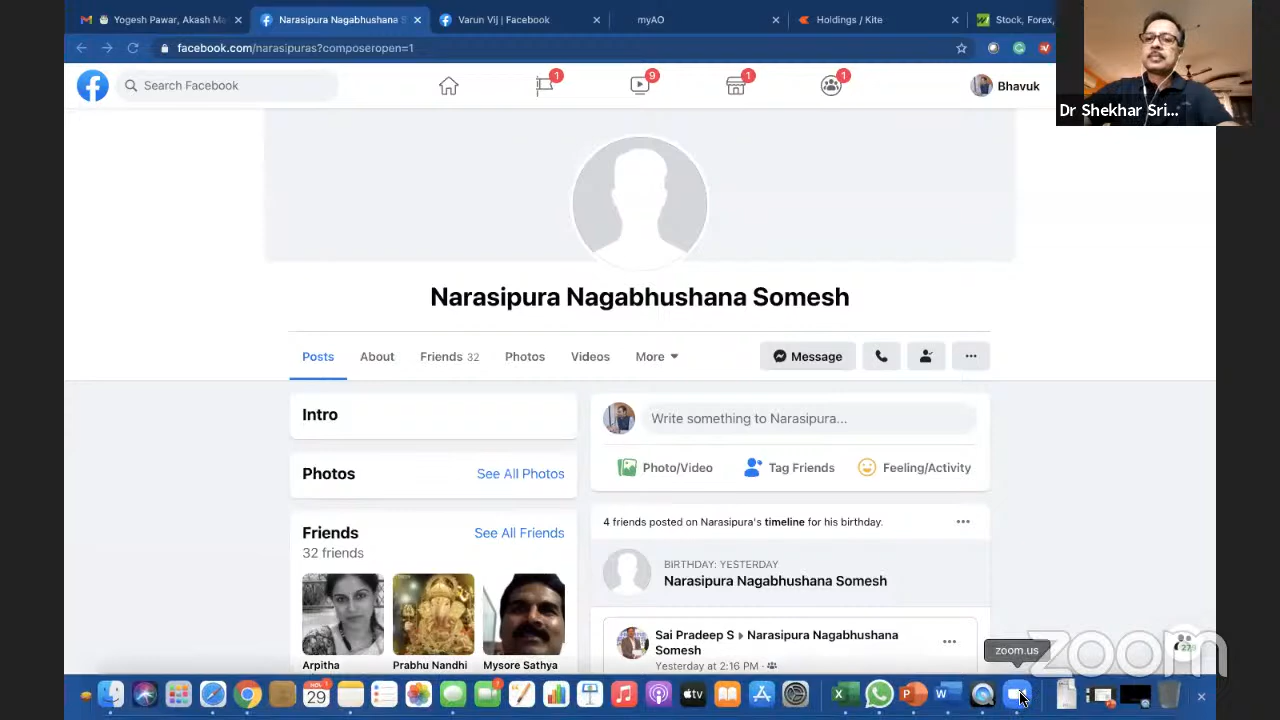 Yogesh Pawar, Akash Ma
Narasipura Nagabhushana S
Varun Vij | Facebook
myAO
Holdings / Kite
Stock, Forex,
facebook.com/narasipuras?composeropen=1
Search Facebook
1
9
1
1
Bhavuk
Dr Shekhar Sri...
Narasipura Nagabhushana Somesh
Posts
About
Friends 32
Photos
Videos
More
Message
Intro
Photos
See All Photos
Friends
See All Friends
32 friends
Arpitha
Prabhu Nandhi
Mysore Sathya
Write something to Narasipura...
Photo/Video
Tag Friends
Feeling/Activity
4 friends posted on Narasipura's timeline for his birthday.
BIRTHDAY: YESTERDAY
Narasipura Nagabhushana Somesh
Sai Pradeep S ▸ Narasipura Nagabhushana
Somesh
Yesterday at 2:16 PM ·
zoom.us
zoom
29
tv